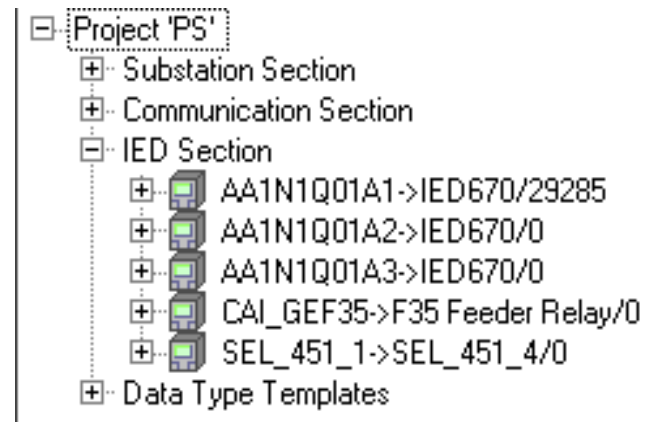 Project 'PS'
Substation Section
Communication Section
IED Section
AA1N1Q01A1->IED670/29285
AA1N1Q01A2->IED670/0
AA1N1Q01A3->IED670/0
CAI_GEF35->F35 Feeder Relay/0
SEL_451_1->SEL_451_4/0
Data Type Templates